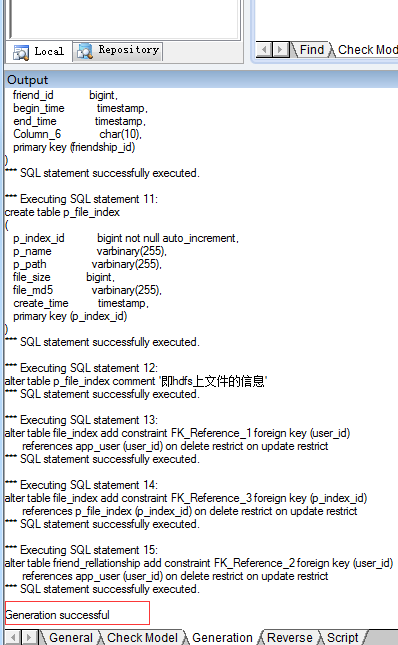 Local Repository
Find Check Model
Output
friend_id bigint,
begin_time timestamp,
end_time timestamp,
Column_6 char(10),
primary key (friendship_id)
)
*** SQL statement successfully executed.
*** Executing SQL statement 11:
create table p_file_index
(
p_index_id bigint not null auto_increment,
p_name varbinary(255),
p_path varbinary(255),
file_size bigint,
file_md5 varbinary(255),
create_time timestamp,
primary key (p_index_id)
)
*** SQL statement successfully executed.
*** Executing SQL statement 12:
alter table p_file_index comment '即hdfs上文件的信息'
*** SQL statement successfully executed.
*** Executing SQL statement 13:
alter table file_index add constraint FK_Reference_1 foreign key (user_id)
references app_user (user_id) on delete restrict on update restrict
*** SQL statement successfully executed.
*** Executing SQL statement 14:
alter table file_index add constraint FK_Reference_3 foreign key (p_index_id)
references p_file_index (p_index_id) on delete restrict on update restrict
*** SQL statement successfully executed.
*** Executing SQL statement 15:
alter table friend_rellationship add constraint FK_Reference_2 foreign key (user_id)
references app_user (user_id) on delete restrict on update restrict
*** SQL statement successfully executed.
Generation successful
General Check Model Generation Reverse Script